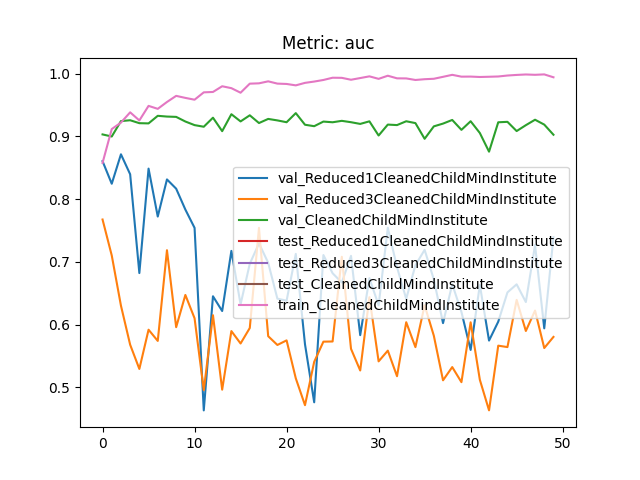 Metric: auc
1.0
0.9
0.8
0.7
0.6
0.5
val_Reduced1CleanedChildMindInstitute
val_Reduced3CleanedChildMindInstitute
val_CleanedChildMindInstitute
test_Reduced1CleanedChildMindInstitute
test_Reduced3CleanedChildMindInstitute
test_CleanedChildMindInstitute
train_CleanedChildMindInstitute
0 10 20 30 40 50